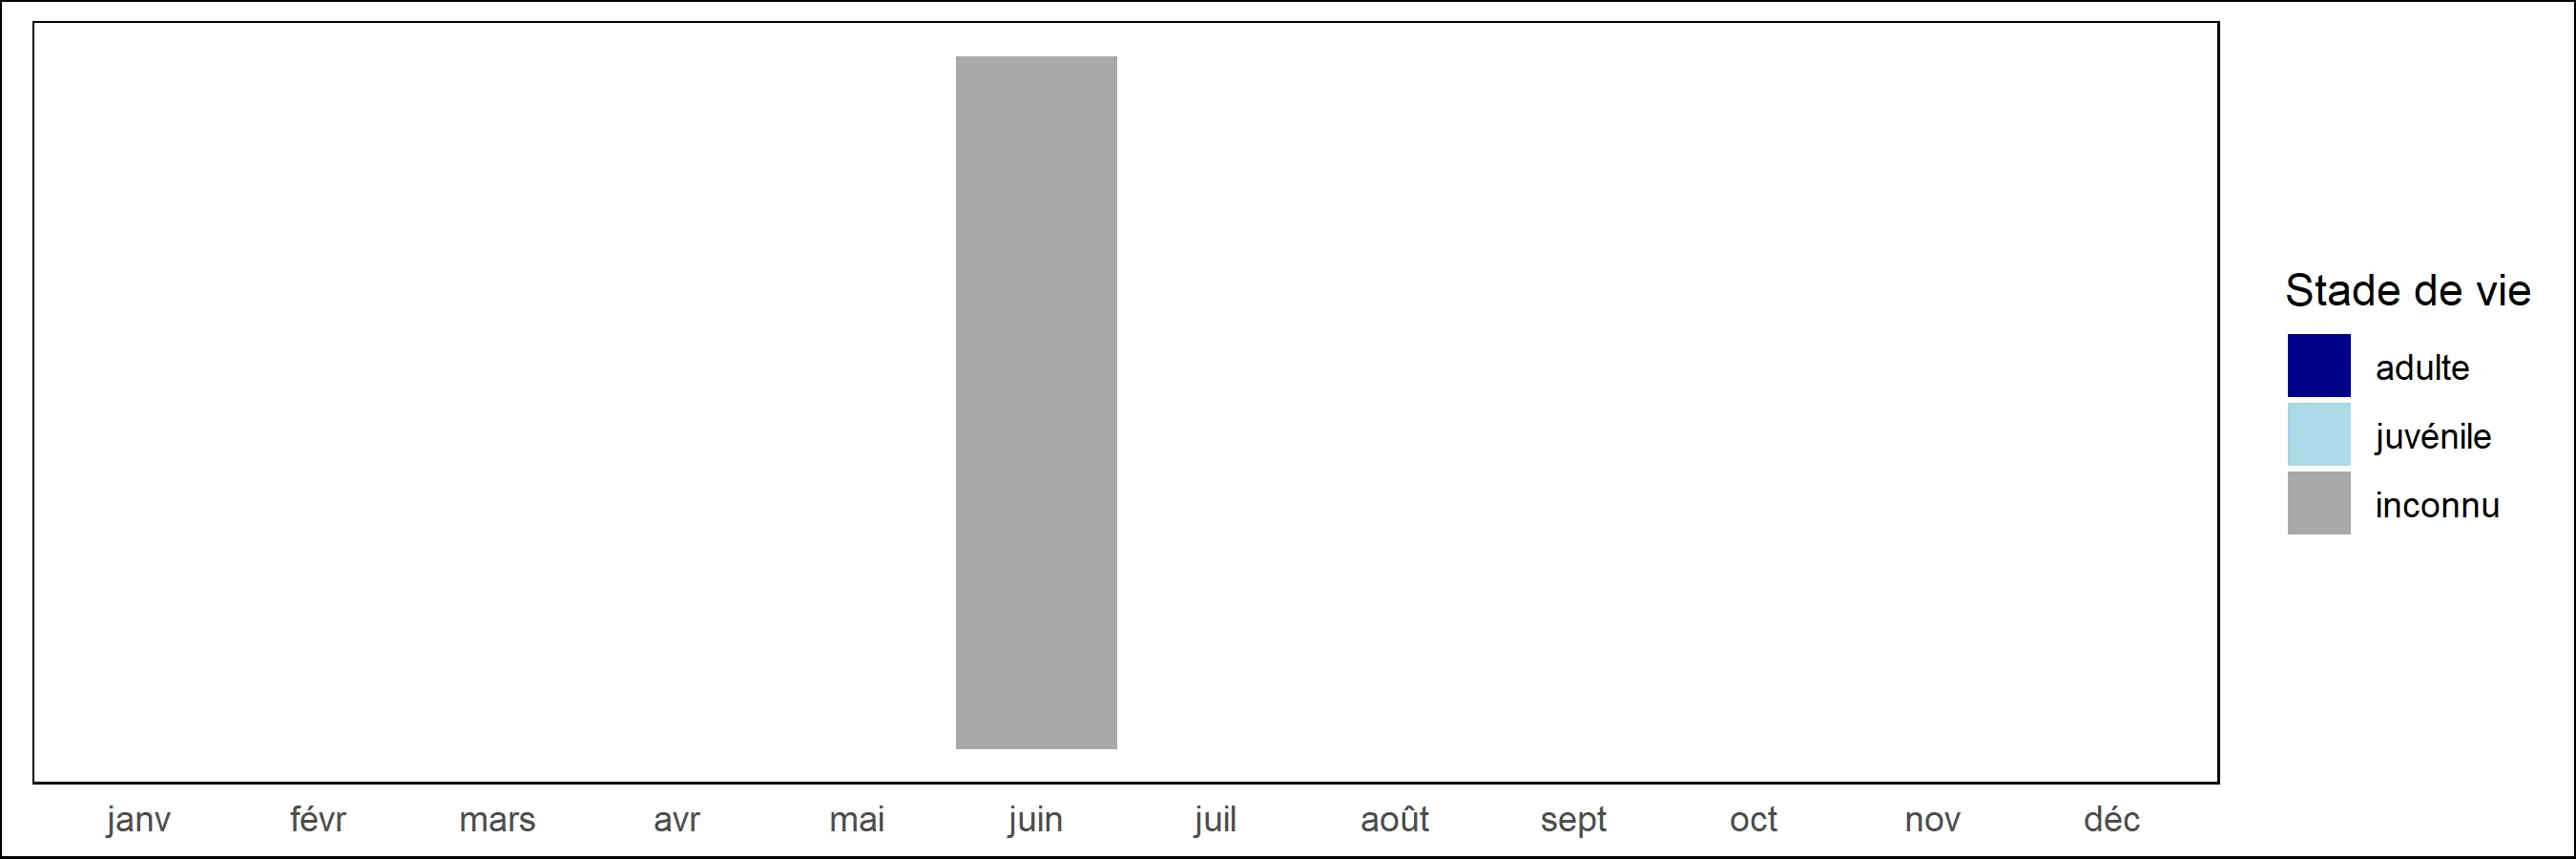 Stade de vie
adulte
juvénile
inconnu
janv févr mars avr mai juin juil août sept oct nov déc